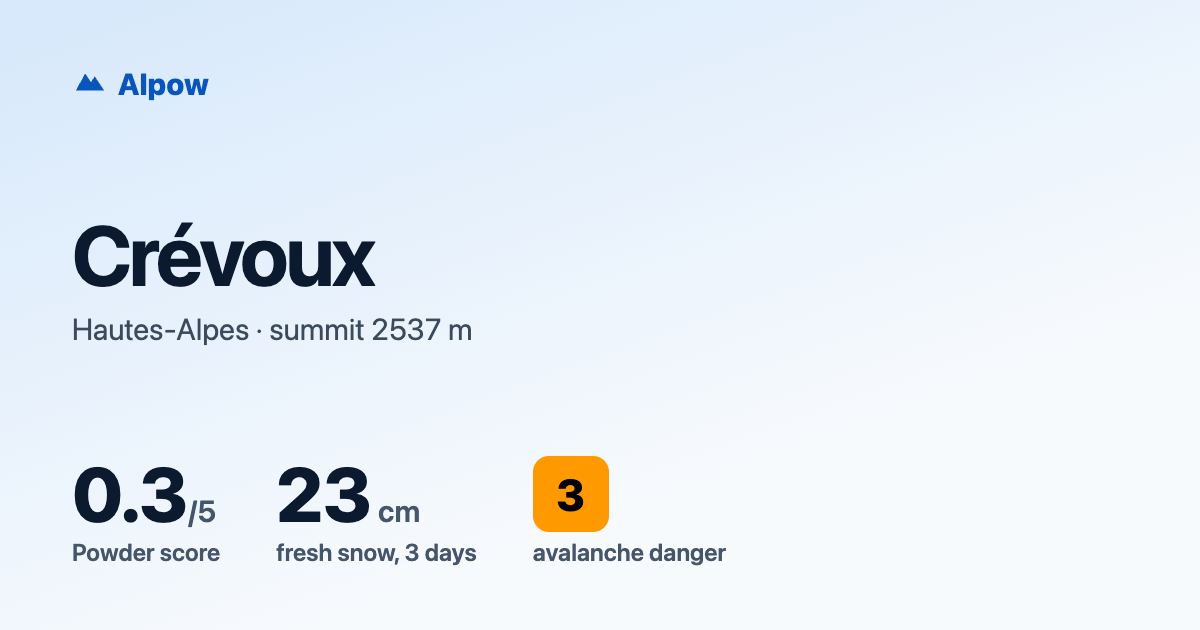 Alpow
Crévoux
Hautes-Alpes · summit 2537 m
0.3/5
Powder score
23 cm
fresh snow, 3 days
3
avalanche danger